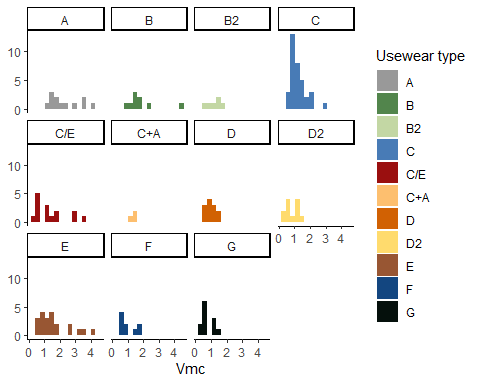 A B B2 C
10
5
0
C/E C+A D D2
10
5
0
0 1 2 3 4
E F G
10
5
0
0 1 2 3 4 0 1 2 3 4 0 1 2 3 4
Vmc
Usewear type
A
B
B2
C
C/E
C+A
D
D2
E
F
G